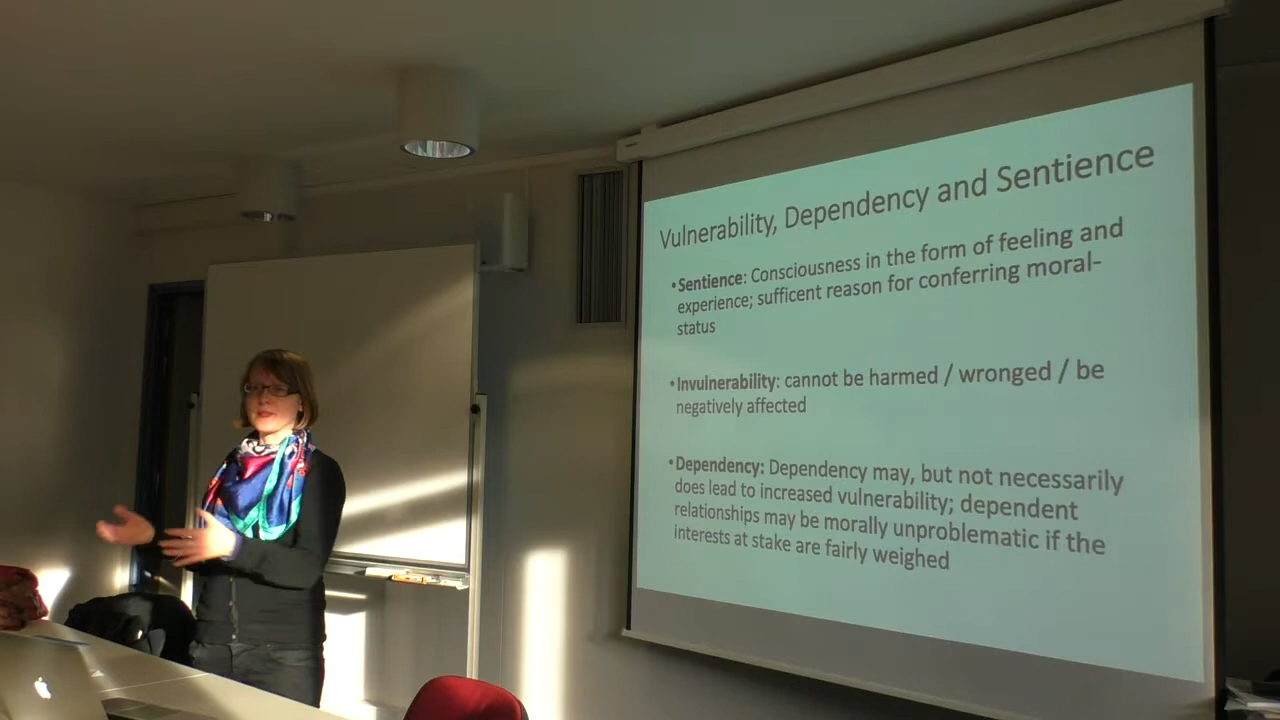 Vulnerability, Dependency and Sentience
•Sentience: Consciousness in the form of feeling and
experience; sufficent reason for conferring moral-
status
•Invulnerability: cannot be harmed / wronged / be
negatively affected
•Dependency: Dependency may, but not necessarily
does lead to increased vulnerability; dependent
relationships may be morally unproblematic if the
interests at stake are fairly weighed